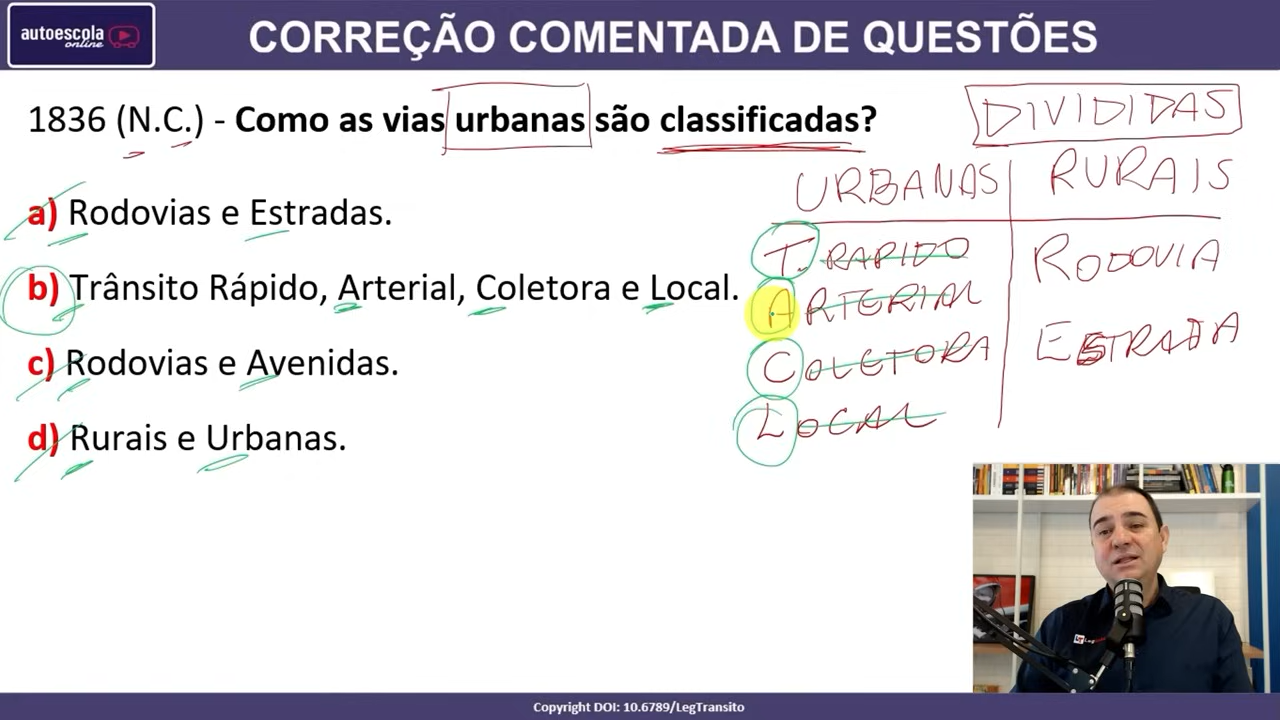 autoescola
online
CORREÇÃO COMENTADA DE QUESTÕES
1836 (N.C.) - Como as vias urbanas são classificadas?
a) Rodovias e Estradas.
b) Trânsito Rápido, Arterial, Coletora e Local.
c) Rodovias e Avenidas.
d) Rurais e Urbanas.
DIVIDIDAS
URBANAS RURAIS
T. RAPIDO RODOVIA
ARTERIAL ESTRADA
COLETORA
LOCAL
Copyright DOI: 10.6789/LegTransito